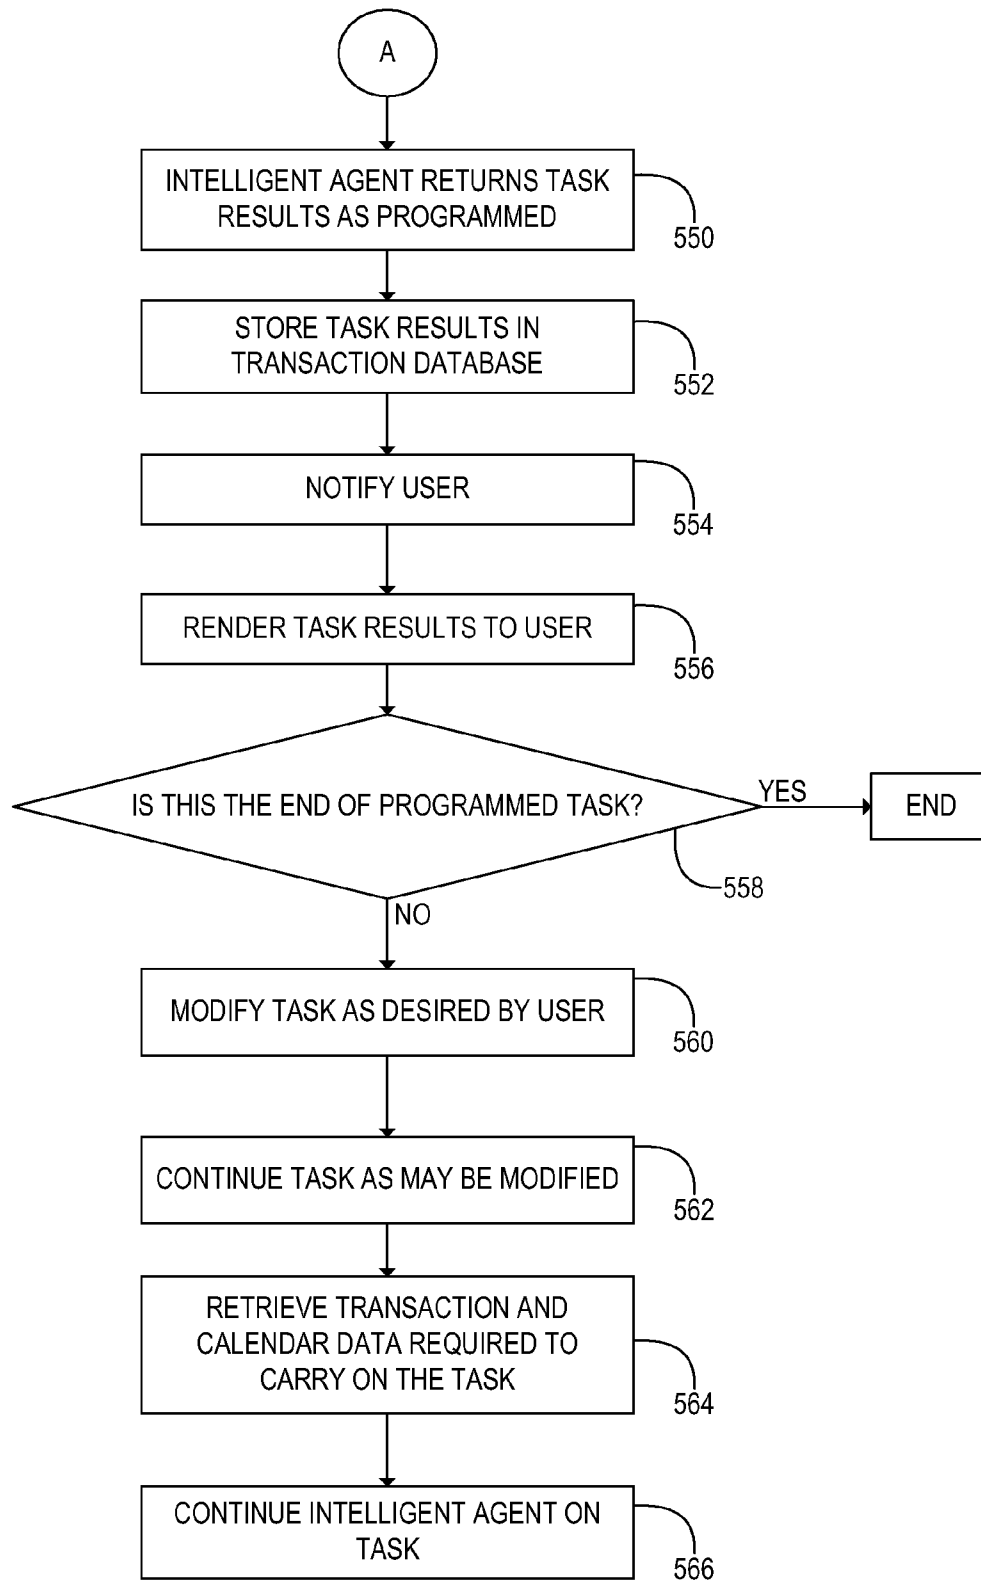 A
INTELLIGENT AGENT RETURNS TASK
RESULTS AS PROGRAMMED
550
STORE TASK RESULTS IN
TRANSACTION DATABASE
552
NOTIFY USER
554
RENDER TASK RESULTS TO USER
556
IS THIS THE END OF PROGRAMMED TASK?
YES
END
558
NO
MODIFY TASK AS DESIRED BY USER
560
CONTINUE TASK AS MAY BE MODIFIED
562
RETRIEVE TRANSACTION AND
CALENDAR DATA REQUIRED TO
CARRY ON THE TASK
564
CONTINUE INTELLIGENT AGENT ON
TASK
566